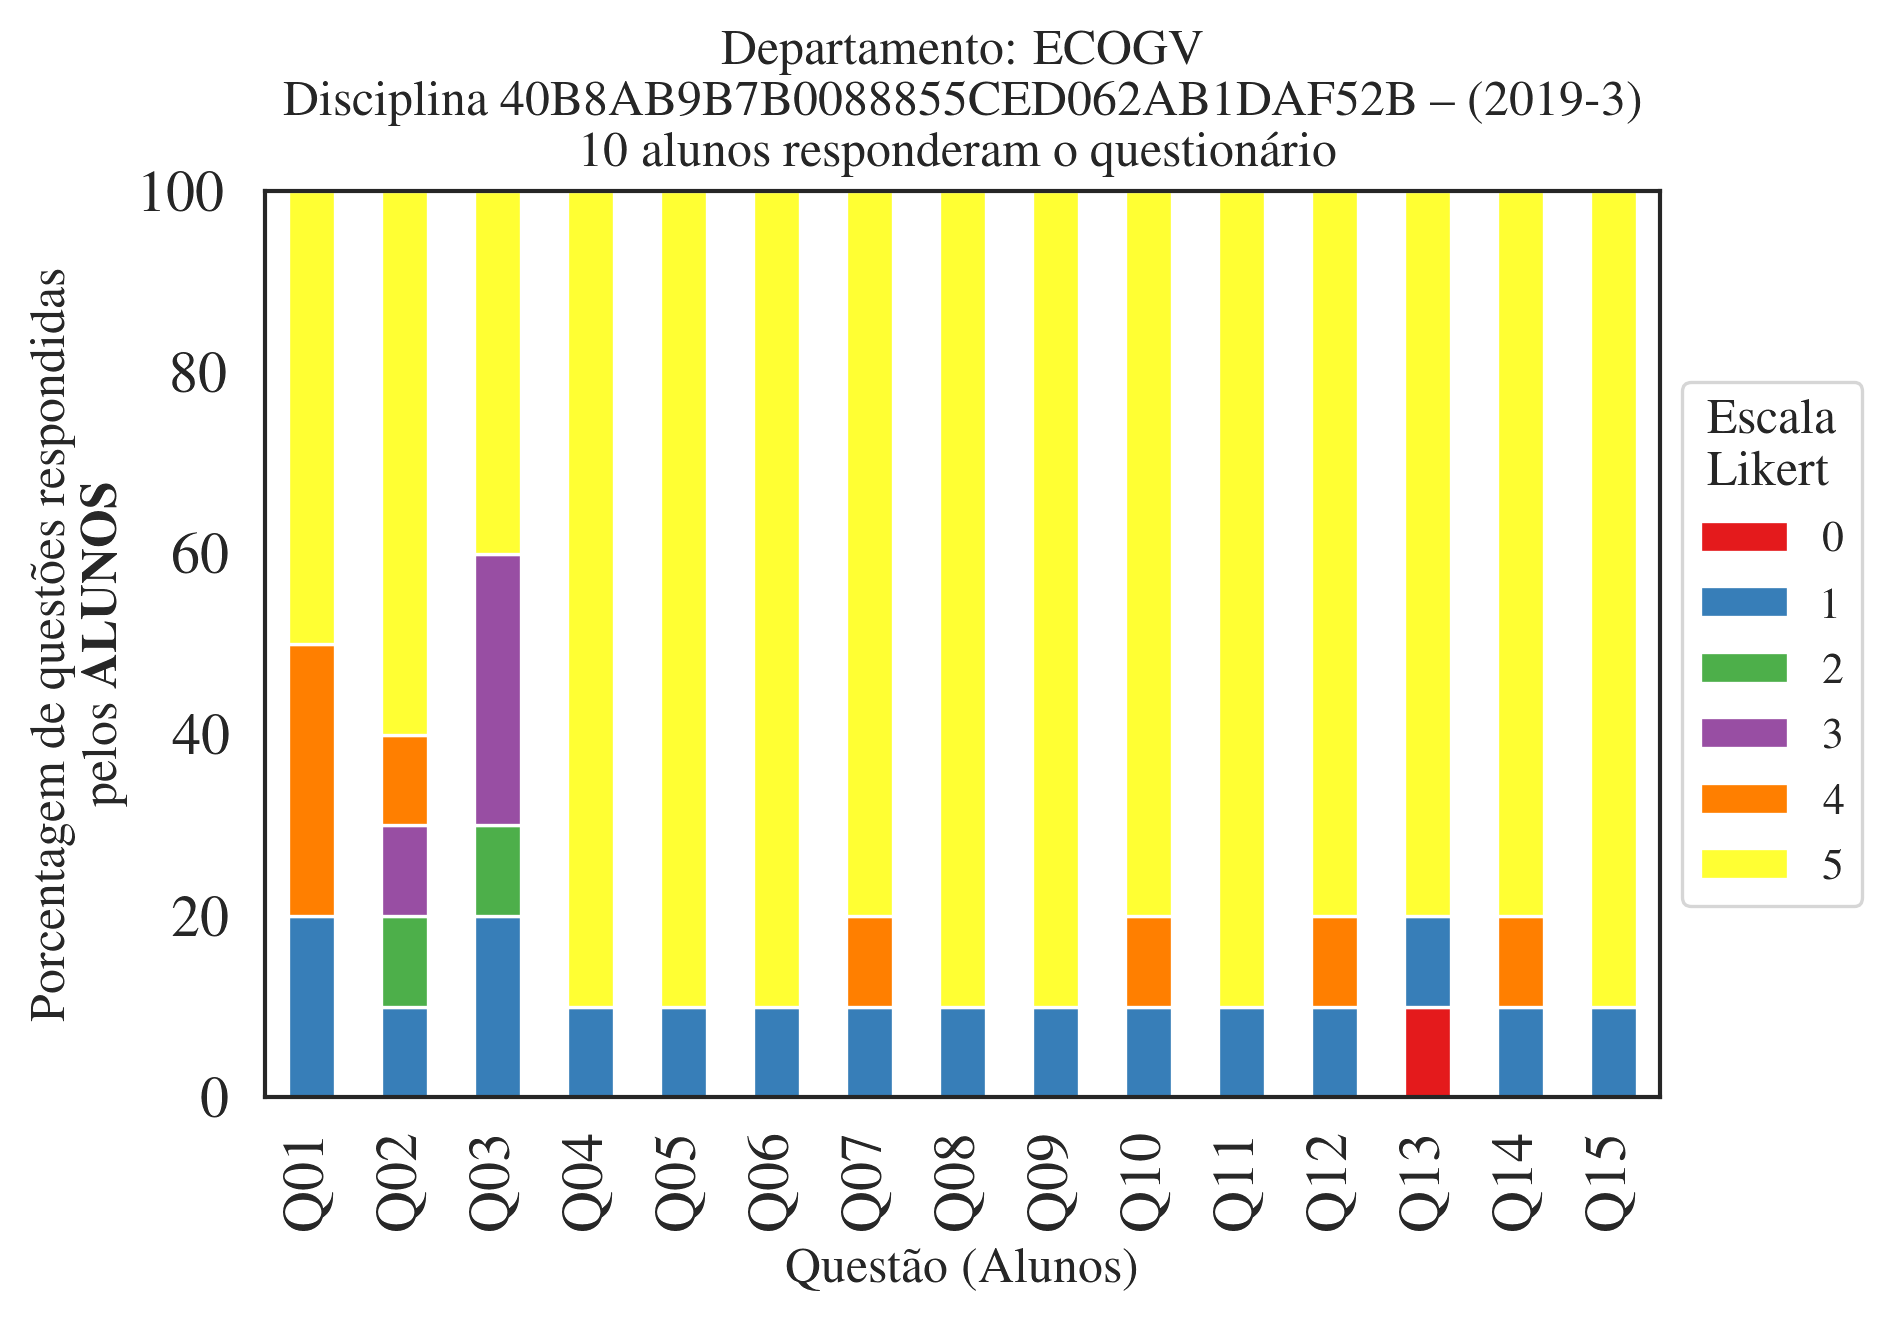 Departamento: ECOGV
Disciplina 40B8AB9B7B0088855CED062AB1DAF52B – (2019-3)
10 alunos responderam o questionário
100
80
60
40
20
0
Porcentagem de questões respondidas
pelos ALUNOS
Q01
Q02
Q03
Q04
Q05
Q06
Q07
Q08
Q09
Q10
Q11
Q12
Q13
Q14
Q15
Questão (Alunos)
Escala
Likert
0
1
2
3
4
5